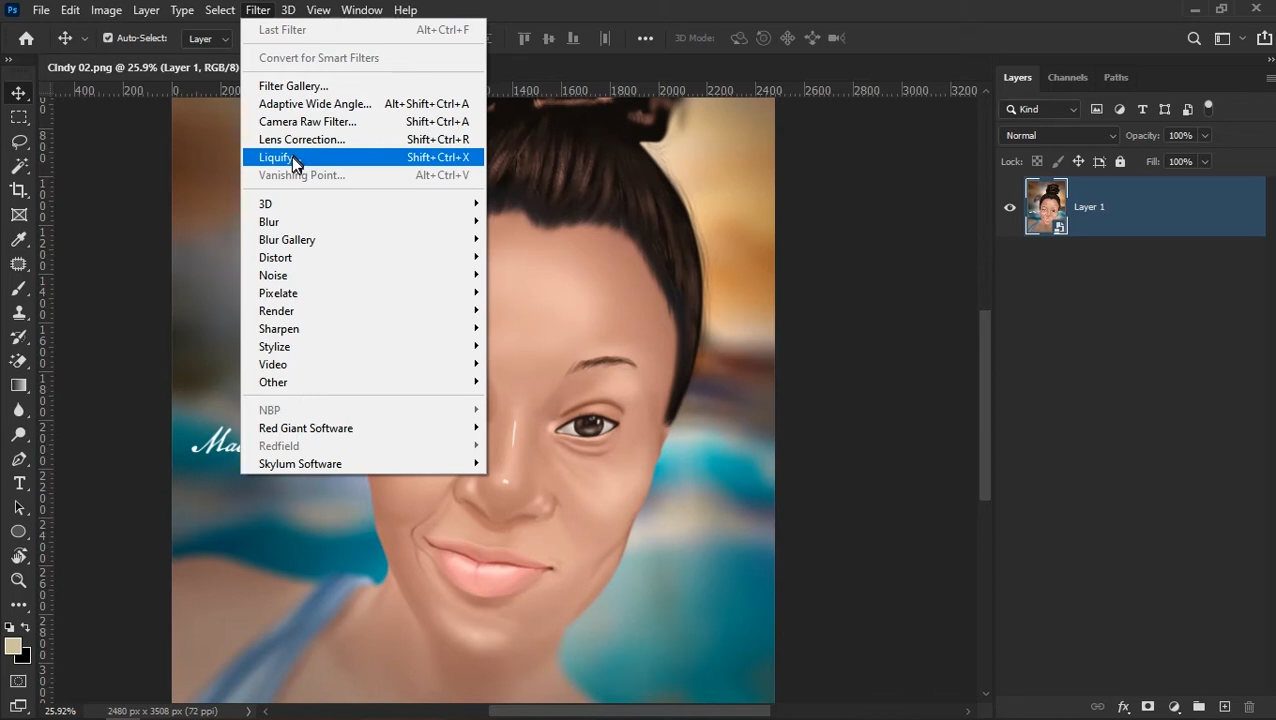 Ps File Edit Image Layer Type Select Filter 3D View Window Help
Auto-Select: Layer 3D Mode:
CIndy 02.png @ 25.9% (Layer 1, RGB/8)
400 0 1400 1600 1800 2000 2200 2400 2600 2800 3000 3200
Last Filter Alt+Ctrl+F
Convert for Smart Filters
Filter Gallery...
Adaptive Wide Angle... Alt+Shift+Ctrl+A
Camera Raw Filter... Shift+Ctrl+A
Lens Correction... Shift+Ctrl+R
Liquify... Shift+Ctrl+X
Vanishing Point... Alt+Ctrl+V
3D
Blur
Blur Gallery
Distort
Noise
Pixelate
Render
Sharpen
Stylize
Video
Other
NBP
Red Giant Software
Redfield
Skylum Software
Layers Channels Paths
Kind
Normal Opacity: 100%
Lock: Fill: 100%
Layer 1
25.92% 2480 px x 3508 px (72 ppi)